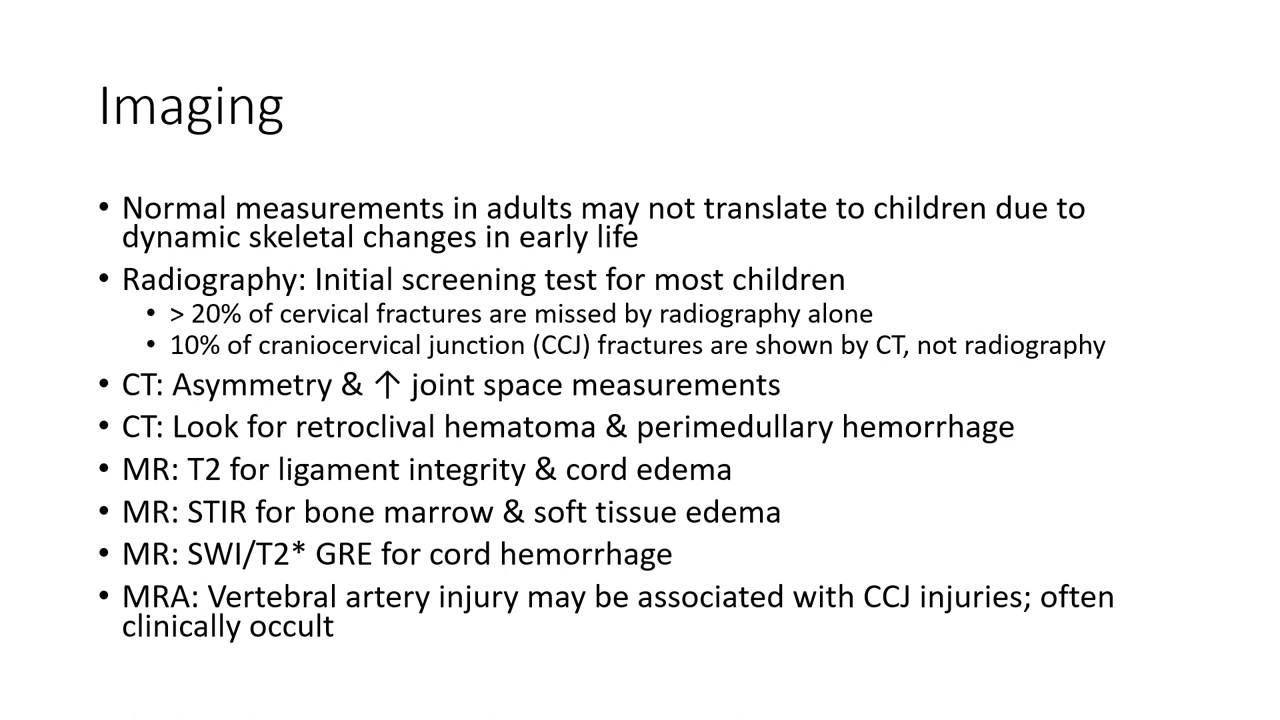 Imaging
• Normal measurements in adults may not translate to children due to
dynamic skeletal changes in early life
• Radiography: Initial screening test for most children
• > 20% of cervical fractures are missed by radiography alone
• 10% of craniocervical junction (CCJ) fractures are shown by CT, not radiography
• CT: Asymmetry & ↑ joint space measurements
• CT: Look for retroclival hematoma & perimedullary hemorrhage
• MR: T2 for ligament integrity & cord edema
• MR: STIR for bone marrow & soft tissue edema
• MR: SWI/T2* GRE for cord hemorrhage
• MRA: Vertebral artery injury may be associated with CCJ injuries; often
clinically occult